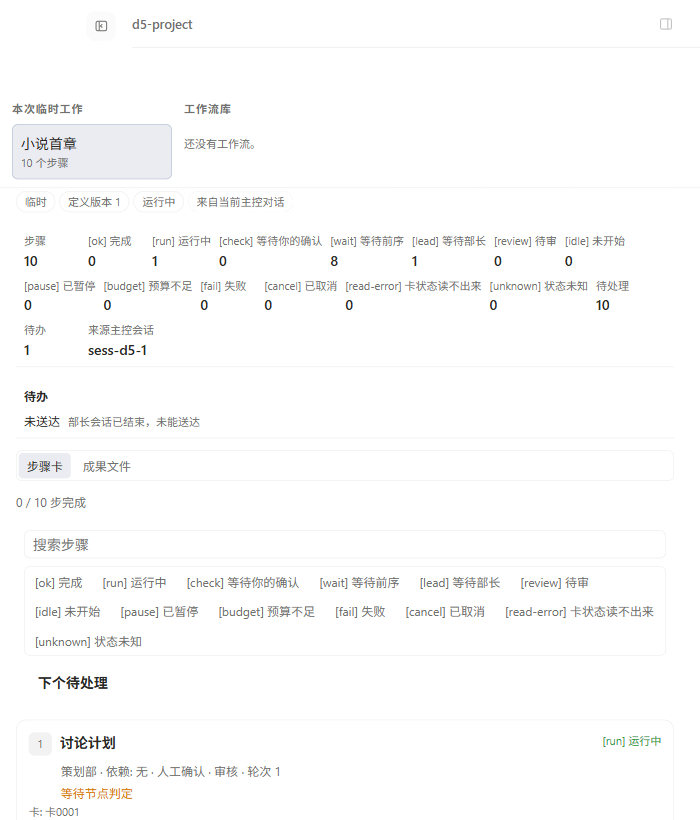 d5-project
本次临时工作 工作流库
小说首章
10 个步骤
还没有工作流。
临时 定义版本 1 运行中 来自当前主控对话
步骤 [ok] 完成 [run] 运行中 [check] 等待你的确认 [wait] 等待前序 [lead] 等待部长 [review] 待审 [idle] 未开始
10 0 1 0 8 1 0 0
[pause] 已暂停 [budget] 预算不足 [fail] 失败 [cancel] 已取消 [read-error] 卡状态读不出来 [unknown] 状态未知 待处理
0 0 0 0 0 0 10
待办 来源主控会话
1 sess-d5-1
待办
未送达 部长会话已结束，未能送达
步骤卡 成果文件
0 / 10 步完成
搜索步骤
[ok] 完成 [run] 运行中 [check] 等待你的确认 [wait] 等待前序 [lead] 等待部长 [review] 待审
[idle] 未开始 [pause] 已暂停 [budget] 预算不足 [fail] 失败 [cancel] 已取消 [read-error] 卡状态读不出来
[unknown] 状态未知
下个待处理
1 讨论计划 [run] 运行中
策划部 · 依赖: 无 · 人工确认 · 审核 · 轮次 1
等待节点判定
卡: 卡0001